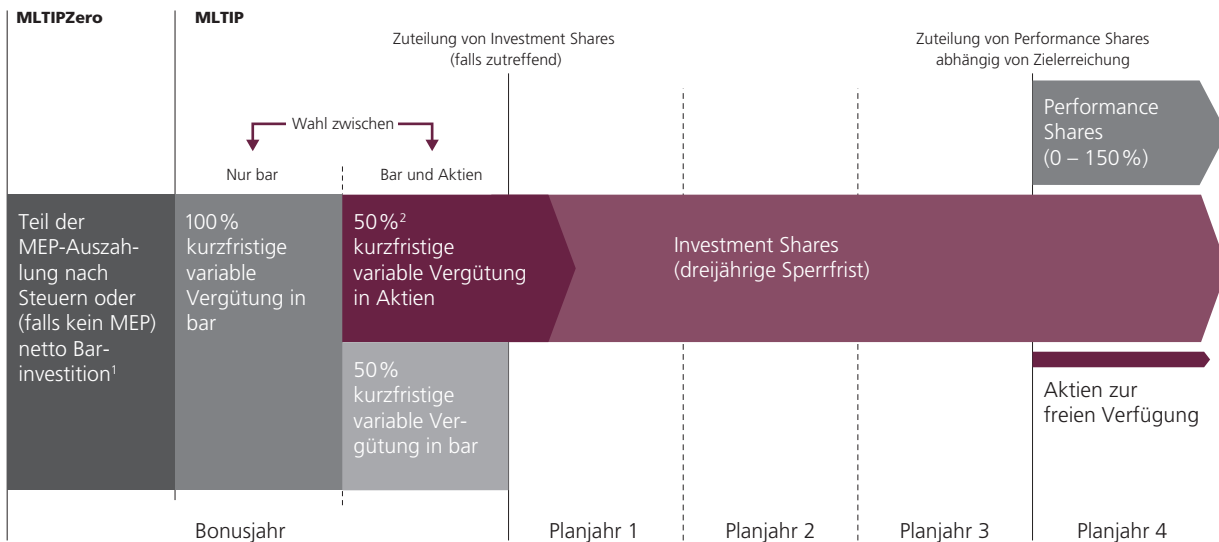 MLTIPZero
MLTIP
Zuteilung von Investment Shares
(falls zutreffend)
Zuteilung von Performance Shares
abhängig von Zielerreichung
Wahl zwischen
Nur bar
Bar und Aktien
Performance
Shares
(0 – 150 %)
Teil der
MEP-Auszah-
lung nach
Steuern oder
(falls kein MEP)
netto Bar-
investition¹
100 %
kurzfristige
variable
Vergütung in
bar
50 %²
kurzfristige
variable Vergütung
in Aktien
Investment Shares
(dreijährige Sperrfrist)
50 %
kurzfristige
variable Ver-
gütung in bar
Aktien zur
freien Verfügung
Bonusjahr
Planjahr 1
Planjahr 2
Planjahr 3
Planjahr 4